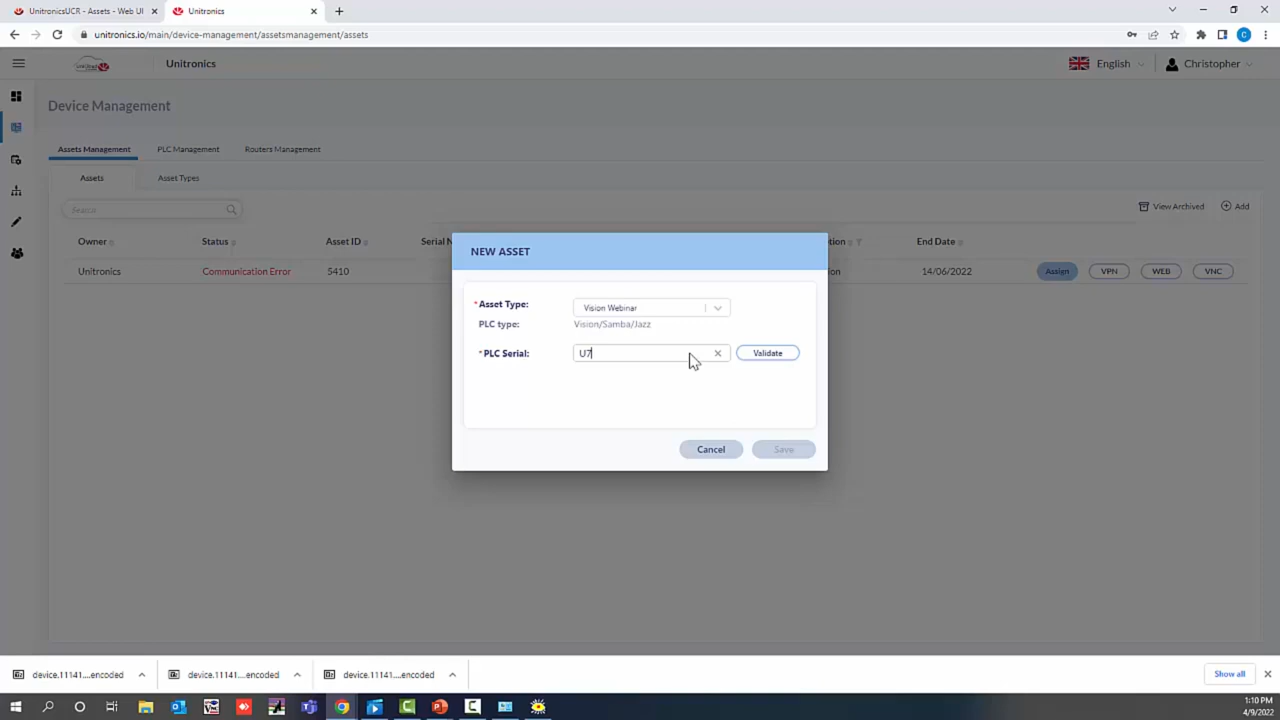 UnitronicsUCR - Assets - Web UI
Unitronics
unitronics.io/main/device-management/assetsmanagement/assets
Unitronics
English
Christopher
Device Management
Assets Management
PLC Management
Routers Management
Assets
Asset Types
Search
View Archived
Add
Owner
Status
Asset ID
Serial N
tion
End Date
Unitronics
Communication Error
5410
on
14/06/2022
Assign
VPN
WEB
VNC
NEW ASSET
*Asset Type:
Vision Webinar
PLC type:
Vision/Samba/Jazz
*PLC Serial:
U7
Validate
Cancel
Save
device.11141....encoded
device.11141....encoded
device.11141....encoded
Show all
1:10 PM
4/9/2022